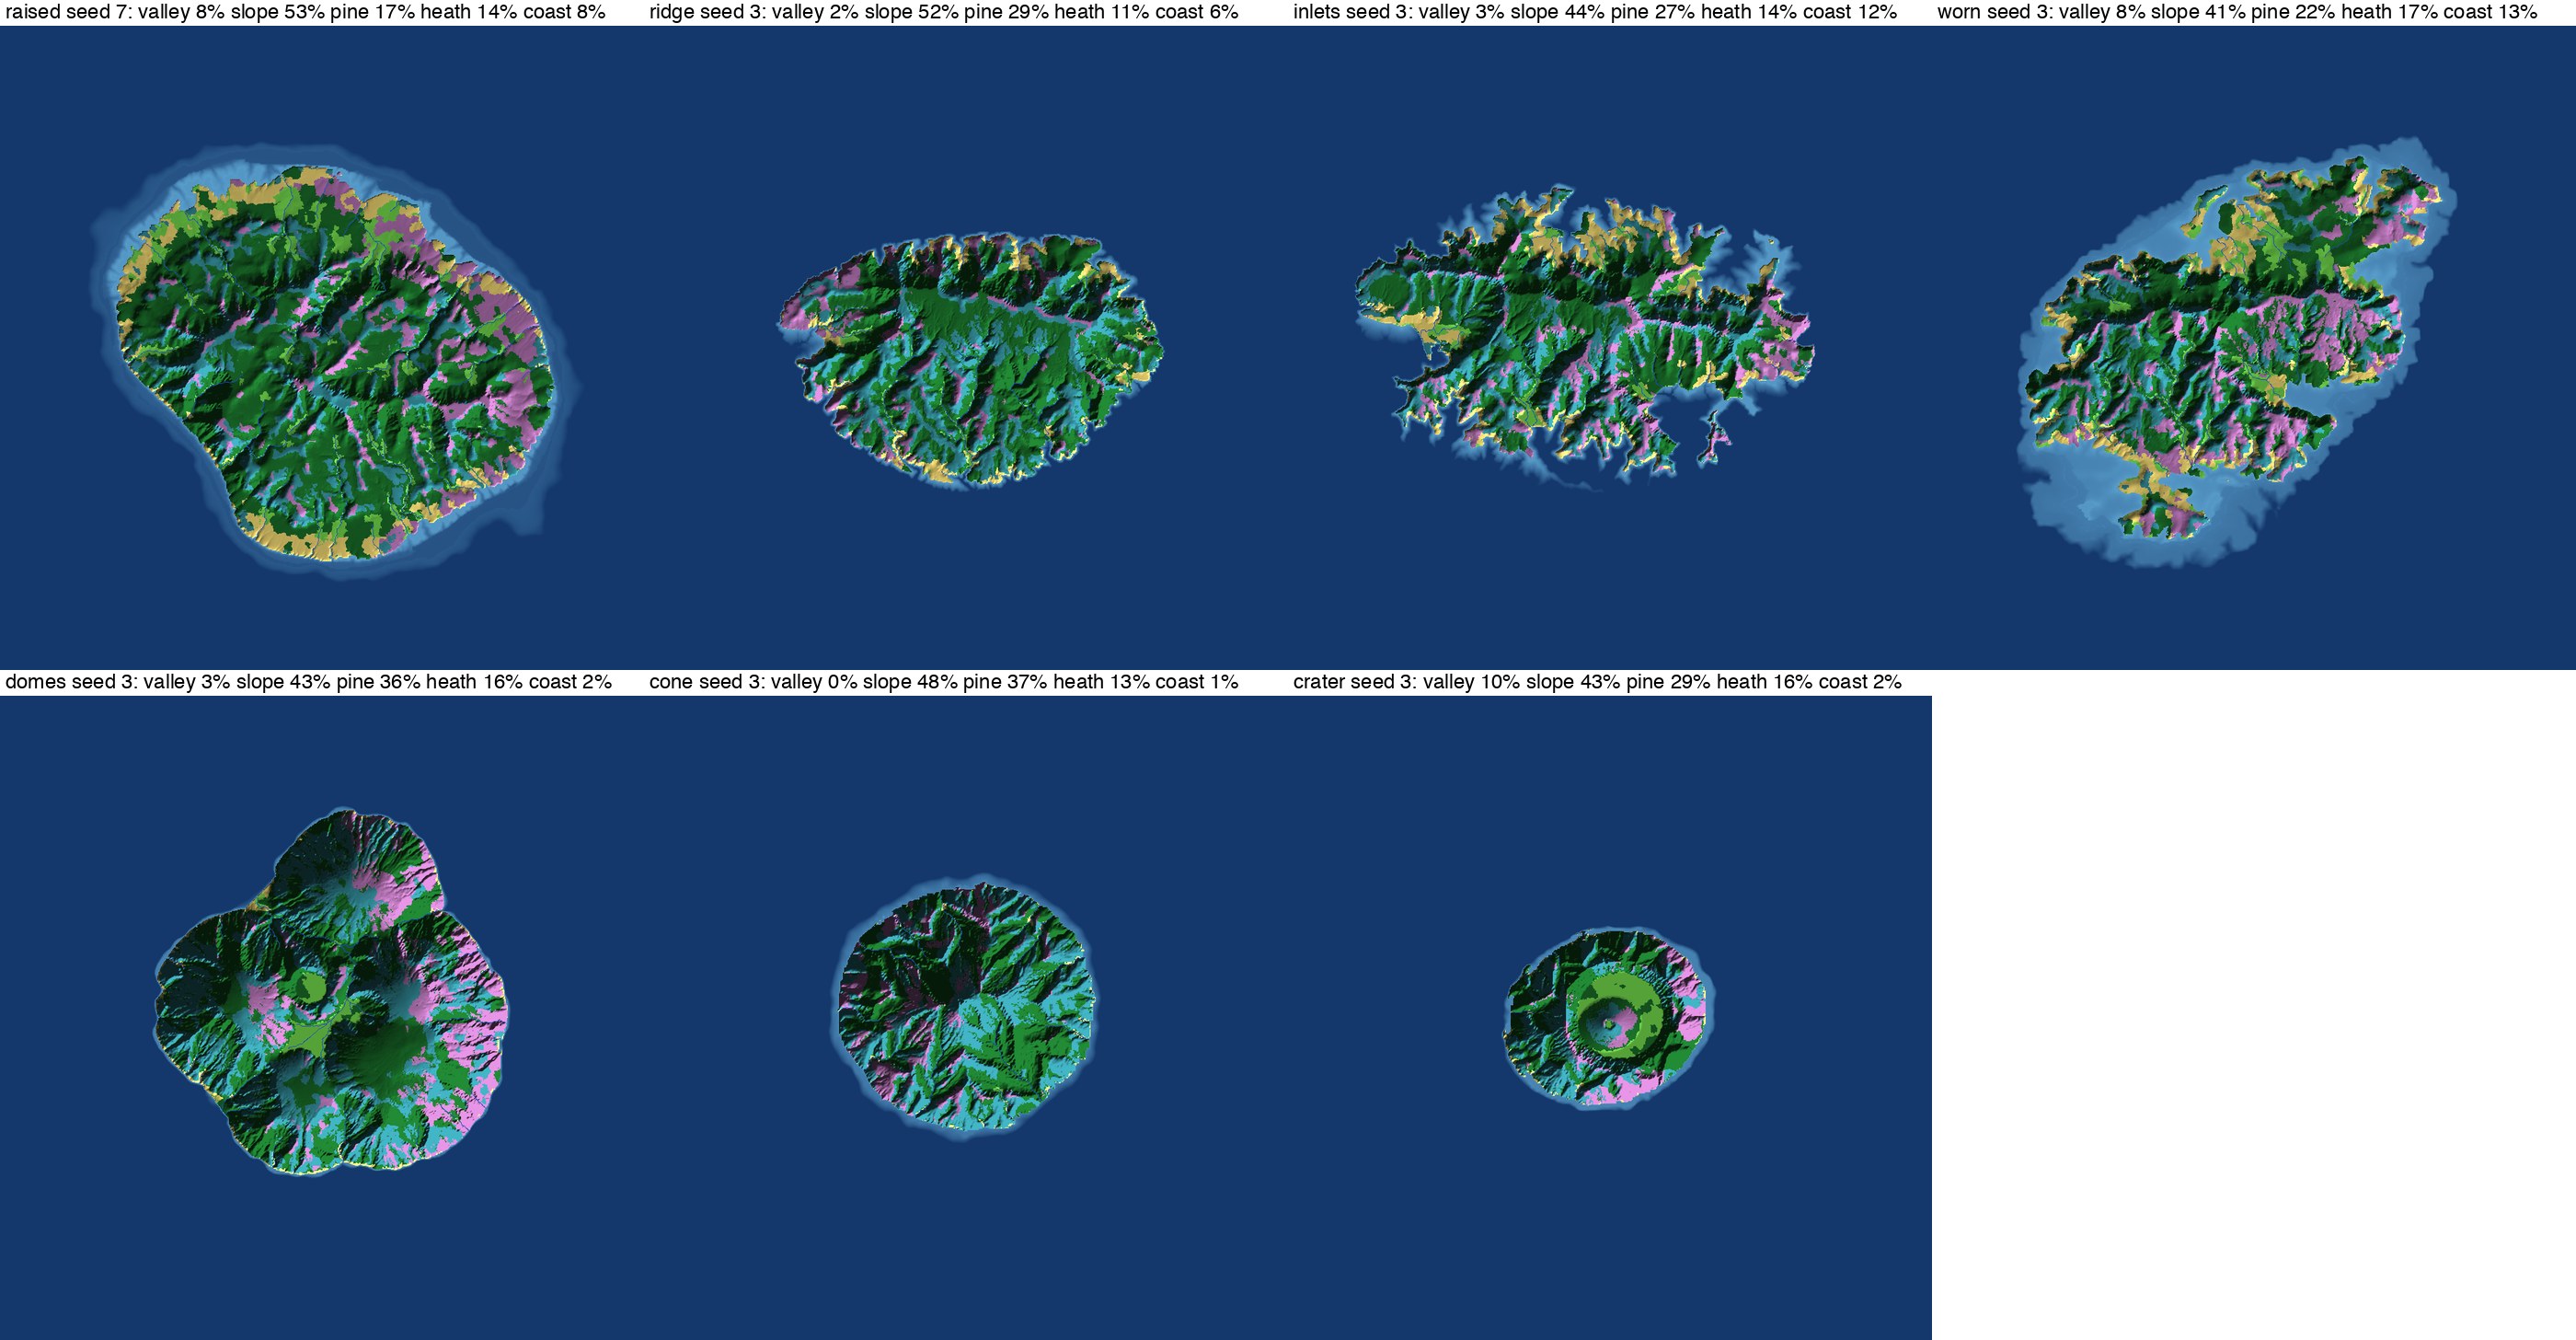 raised seed 7: valley 8% slope 53% pine 17% heath 14% coast 8%
ridge seed 3: valley 2% slope 52% pine 29% heath 11% coast 6%
inlets seed 3: valley 3% slope 44% pine 27% heath 14% coast 12%
worn seed 3: valley 8% slope 41% pine 22% heath 17% coast 13%
domes seed 3: valley 3% slope 43% pine 36% heath 16% coast 2%
cone seed 3: valley 0% slope 48% pine 37% heath 13% coast 1%
crater seed 3: valley 10% slope 43% pine 29% heath 16% coast 2%